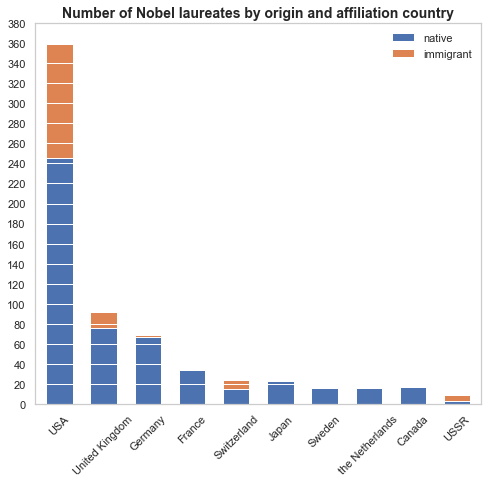 Number of Nobel laureates by origin and affiliation country
native
immigrant
380
360
340
320
300
280
260
240
220
200
180
160
140
120
100
80
60
40
20
0
USA
United Kingdom
Germany
France
Switzerland
Japan
Sweden
the Netherlands
Canada
USSR